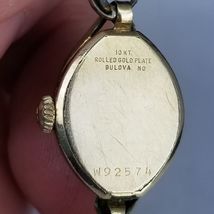 10 KT.
ROLLED GOLD PLATE
BULOVA NO
W92574